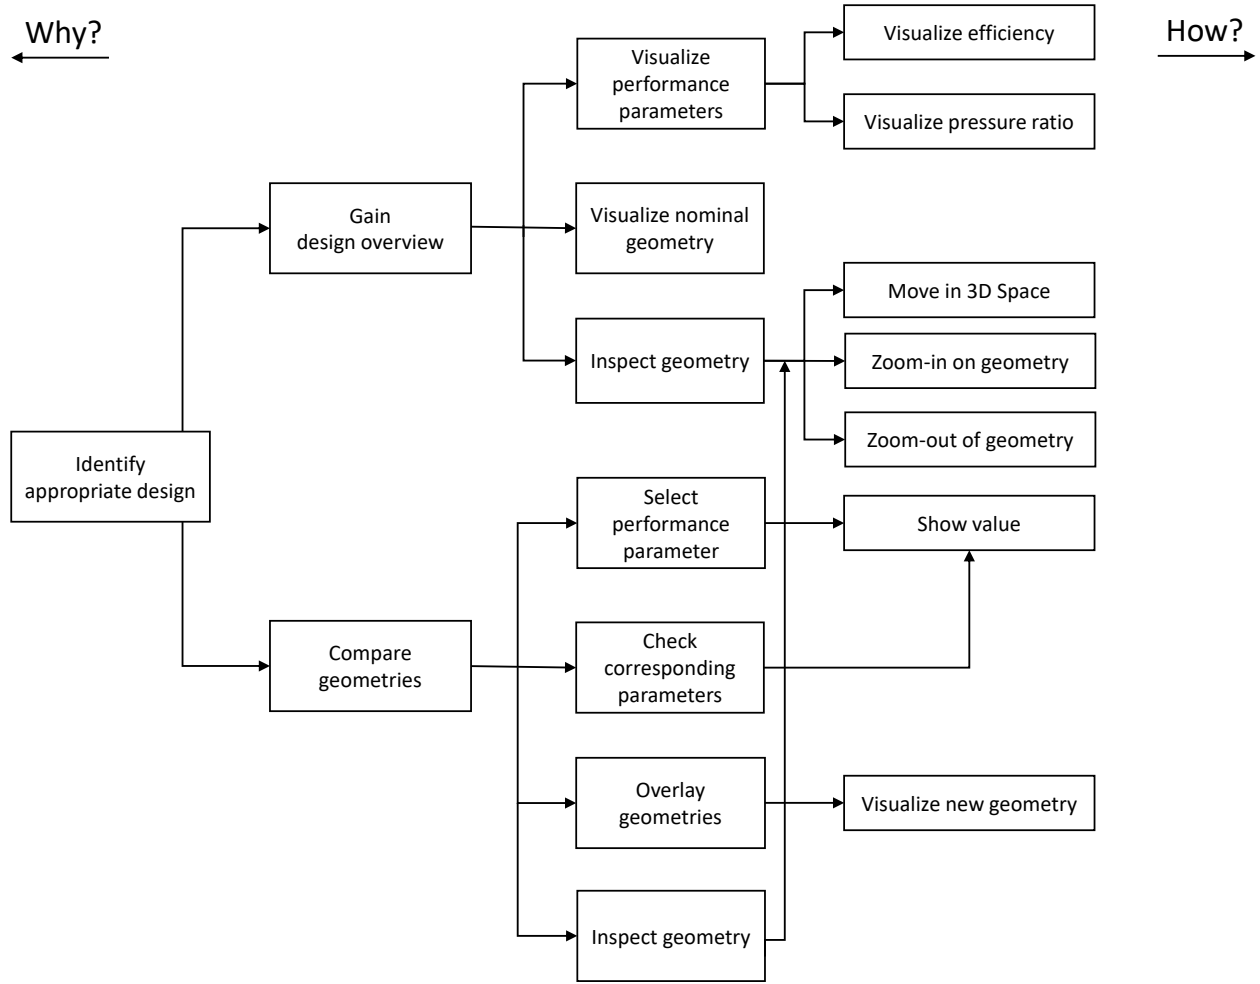 Why?
How?
Visualize
performance
parameters
Visualize efficiency
Visualize pressure ratio
Gain
design overview
Visualize nominal
geometry
Inspect geometry
Move in 3D Space
Zoom-in on geometry
Zoom-out of geometry
Identify
appropriate design
Select
performance
parameter
Show value
Compare
geometries
Check
corresponding
parameters
Overlay
geometries
Visualize new geometry
Inspect geometry